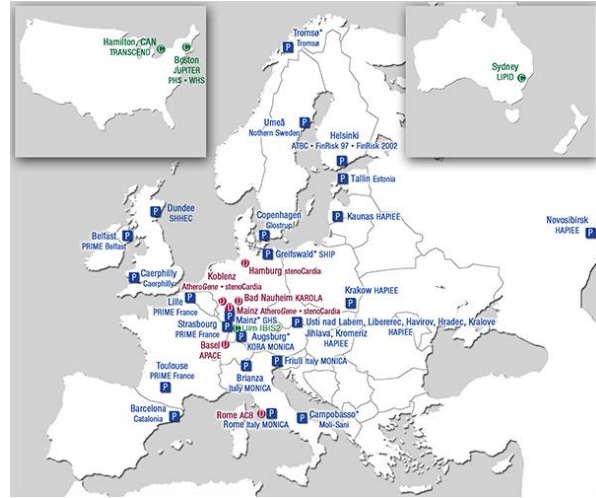 Hamilton, CAN
TRANSCEND
C
C
Boston
JUPITER
PHS • WHS
Sydney
LIPID
C
Tromsø*
Tromsø
P
Umeå
Nothern Sweden
P
Helsinki
ATBC • FinRisk 97 • FinRisk 2002
P
P
Tallin Estonia
Dundee
SHHEC
P
Copenhagen
Glostrup
P
P
Kaunas HAPIEE
Novosibirsk
HAPIEE
P
Belfast
PRIME Belfast
P
P
Greifswald* SHIP
Hamburg stenoCardia
Caerphilly
Caerphilly
P
Koblenz
AtheroGene • stenoCardia
Bad Nauheim KAROLA
Krakow HAPIEE
P
Lille
PRIME France
P
Mainz AtheroGene • stenoCardia
P
Mainz* GHS
Strasbourg
PRIME France
P
C
Ulm IBIS2
P
Usti nad Labem, Libererec, Havirov, Hradec, Kralove
Jihlava, Kromeriz
HAPIEE
HAPIEE
P
Augsburg*
KORA MONICA
Basel
APACE
P
Friuli Italy MONICA
Toulouse
PRIME France
P
P
Brianza
Italy MONICA
Barcelona
Catalonia
P
Rome ACB
P
Rome Italy MONICA
P
Campobasso*
Moli-Sani